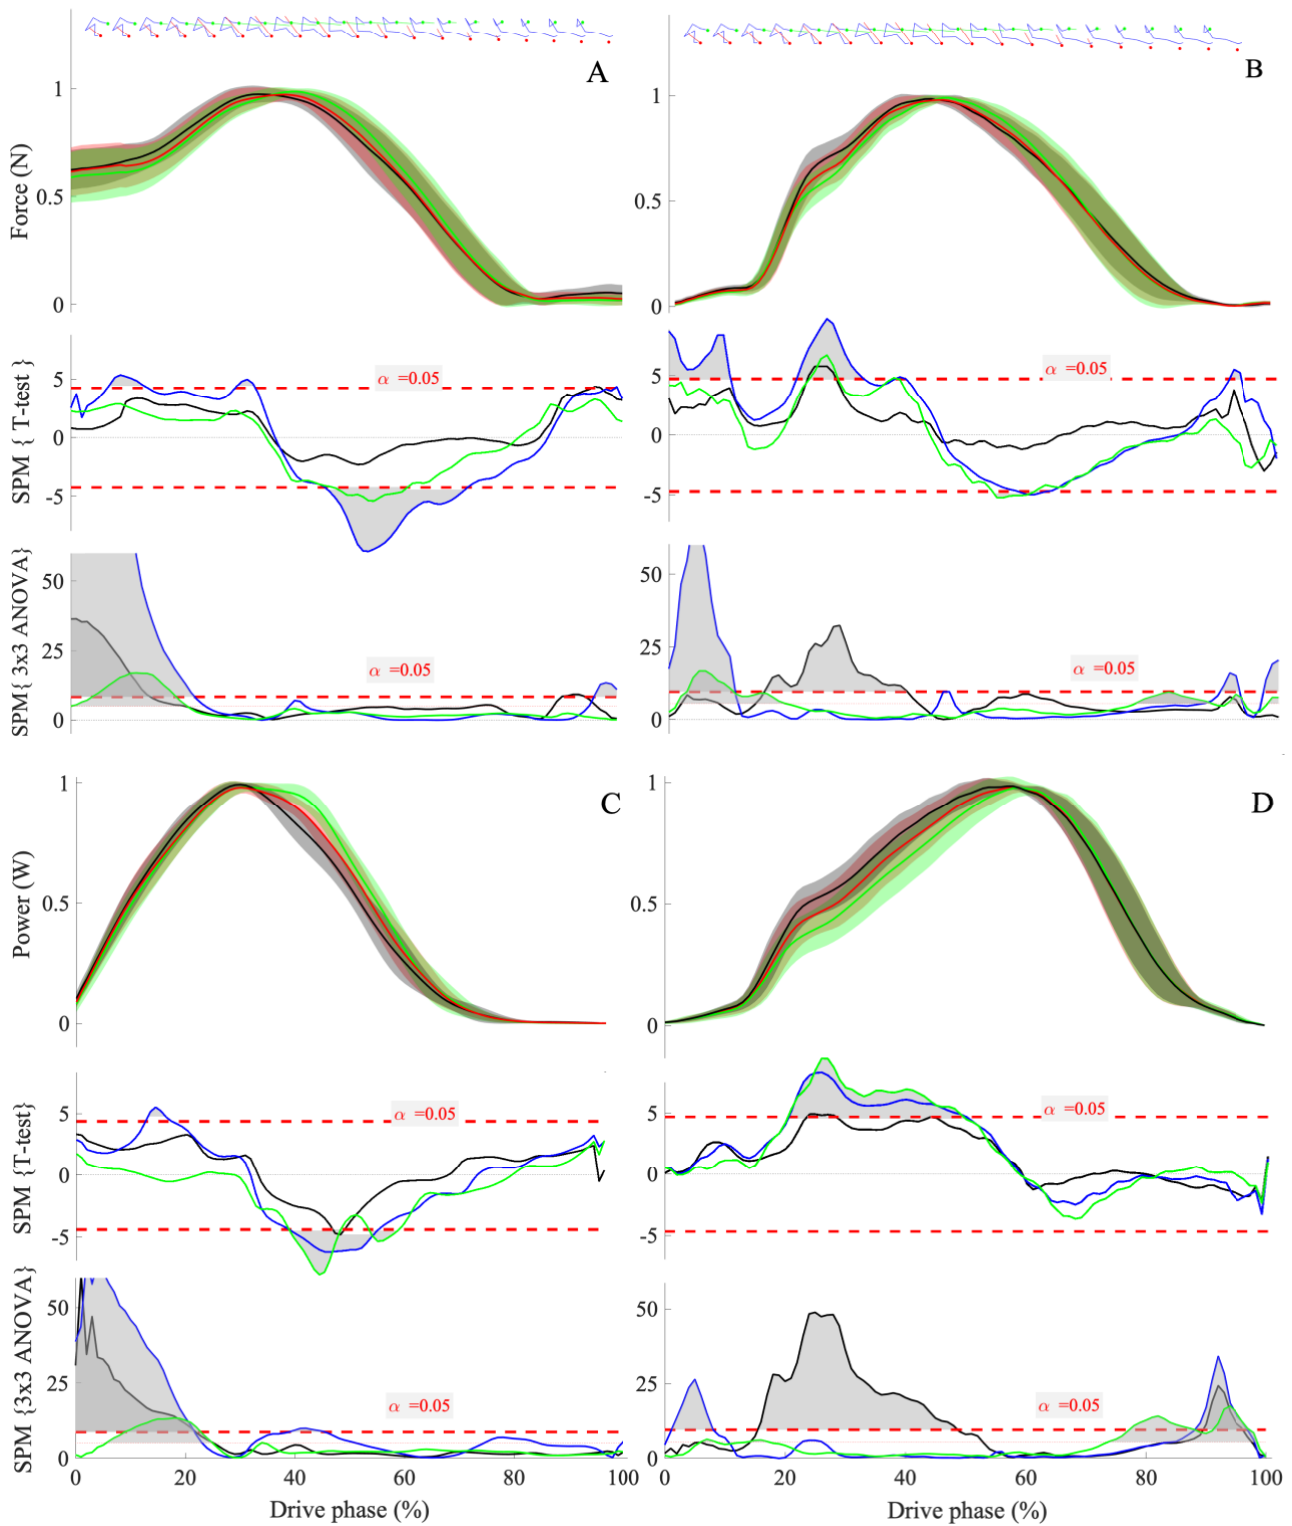 A
B
Force (N)
1
0.5
0
1
0.5
0
SPM { T-test }
5
0
-5
α =0.05
5
0
-5
α =0.05
SPM{ 3x3 ANOVA}
50
25
0
α =0.05
50
25
0
α =0.05
C
D
Power (W)
1
0.5
0
1
0.5
0
SPM {T-test}
5
0
-5
α =0.05
5
0
-5
α =0.05
SPM {3x3 ANOVA}
50
25
0
α =0.05
50
25
0
α =0.05
0 20 40 60 80 100
0 20 40 60 80 100
Drive phase (%)
Drive phase (%)